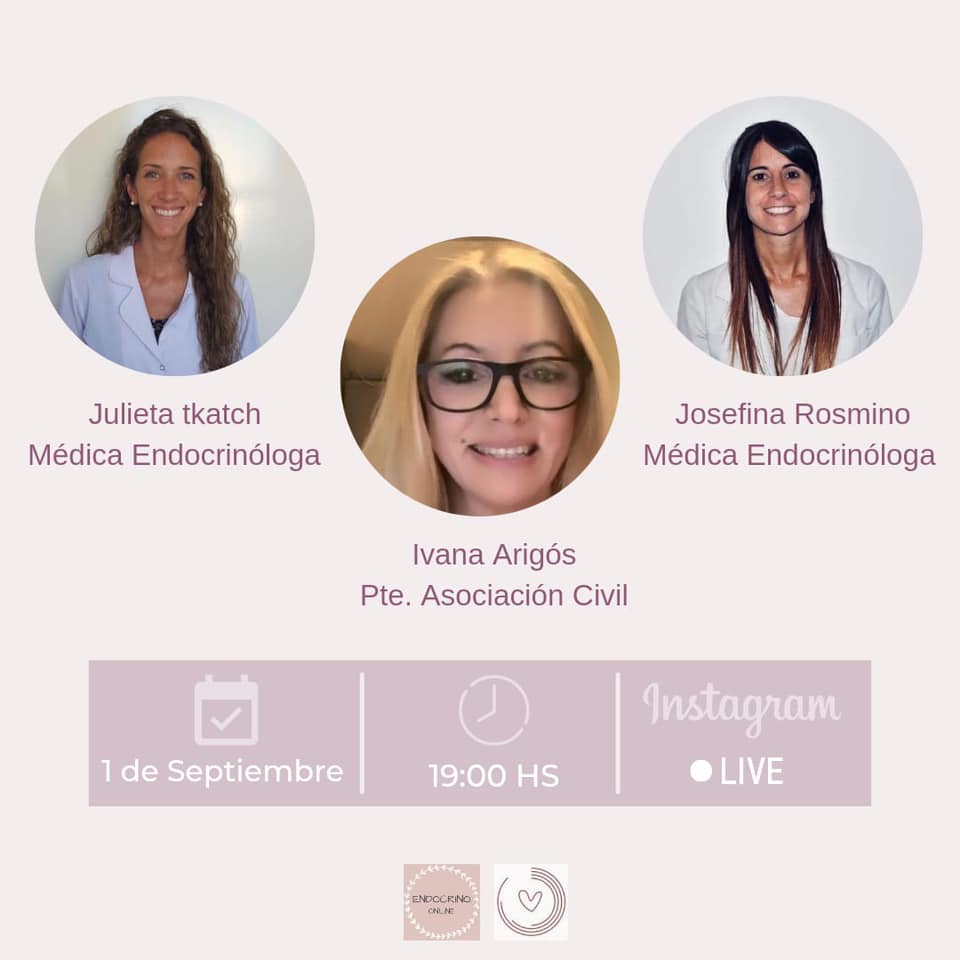 Julieta tkatch
Médica Endocrinóloga
Josefina Rosmino
Médica Endocrinóloga
Ivana Arigós
Pte. Asociación Civil
1 de Septiembre
19:00 HS
Instagram
LIVE
ENDOCRINO
ONLINE